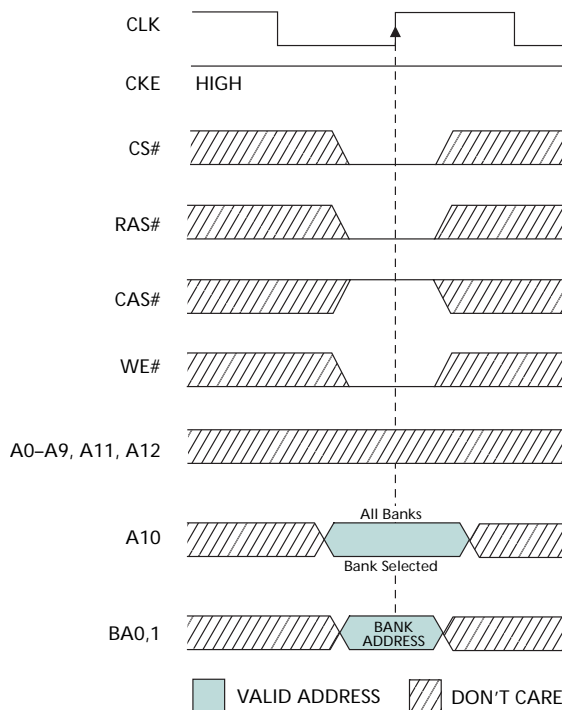 CLK
CKE HIGH
CS#
RAS#
CAS#
WE#
A0–A9, A11, A12
All Banks
A10
Bank Selected
BANK
BA0,1
ADDRESS
VALID ADDRESS DON'T CARE